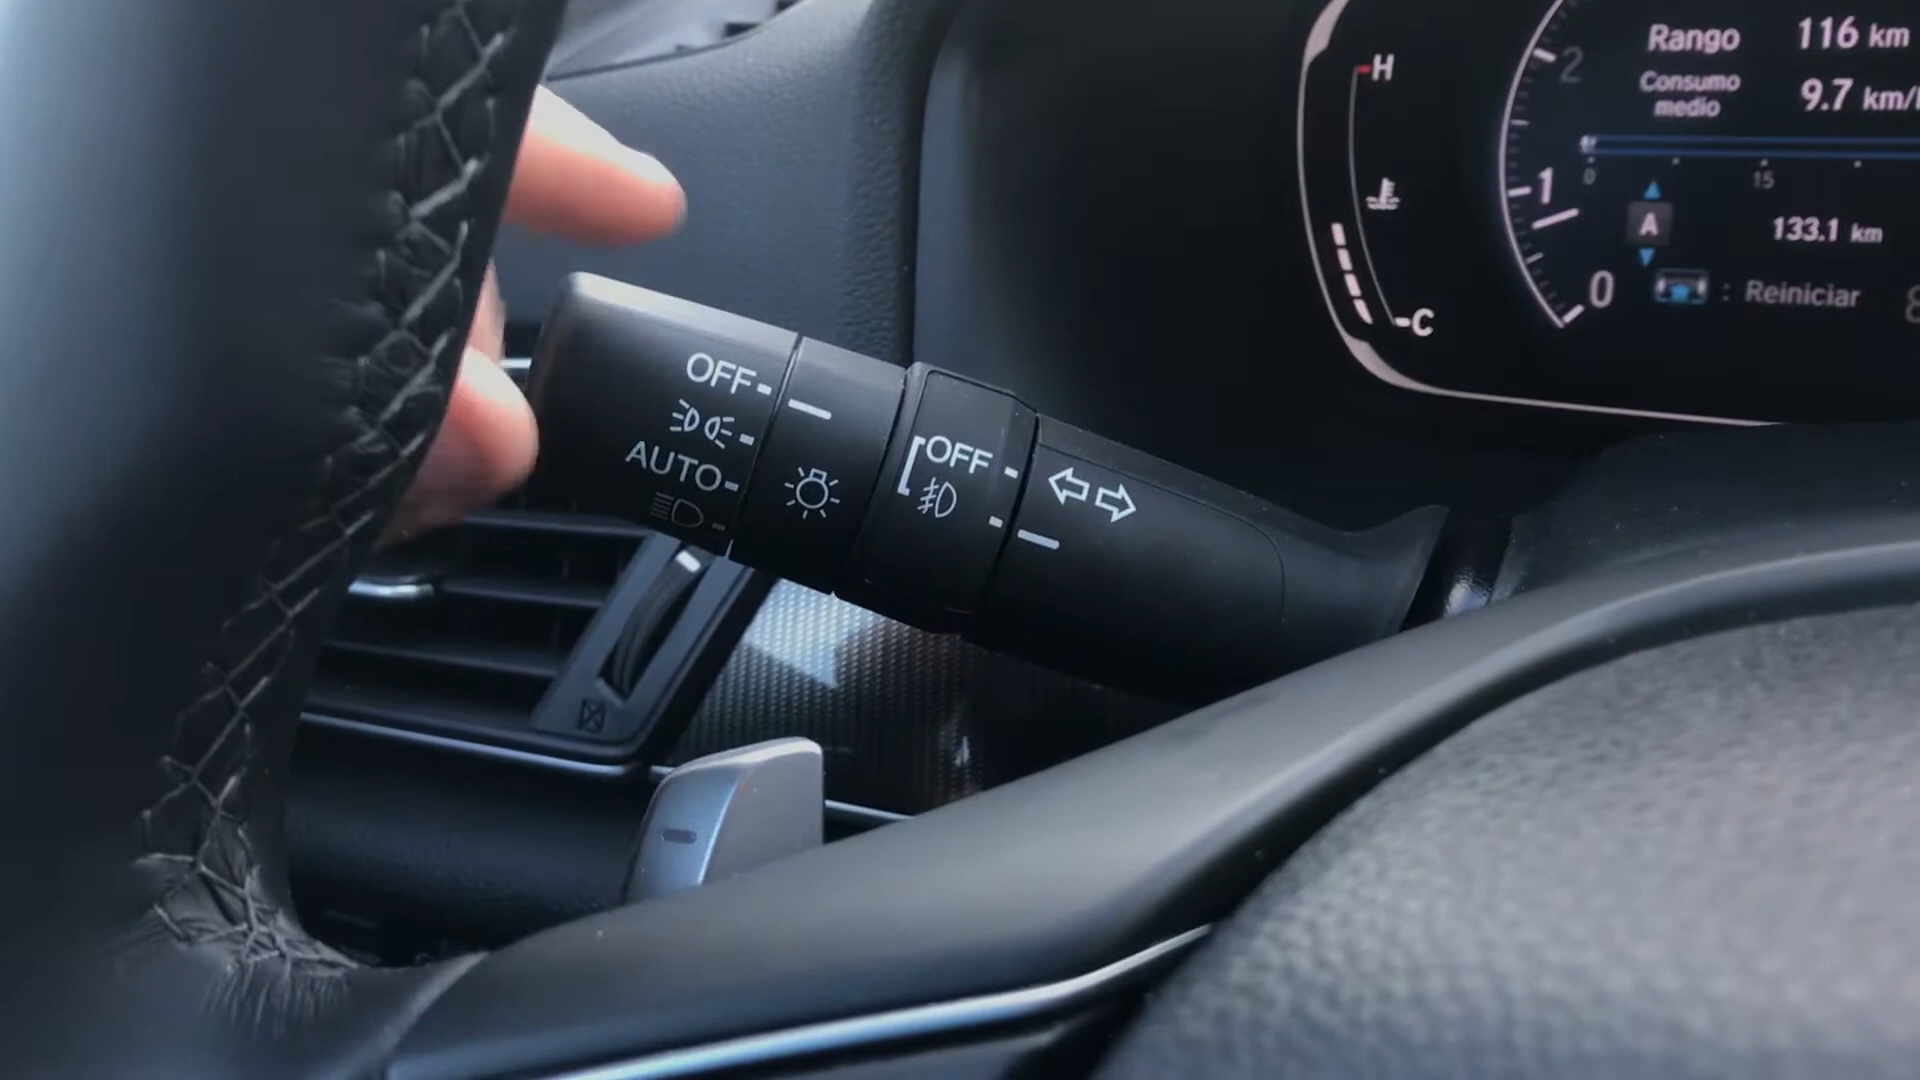 OFF
AUTO
OFF
H
C
2
1
0
Rango 116 km
Consumo medio 9.7 km/l
0 15
A 133.1 km
: Reiniciar